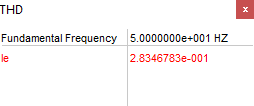 THD
Fundamental Frequency 5.0000000e+001 HZ
Ie 2.8346783e-001